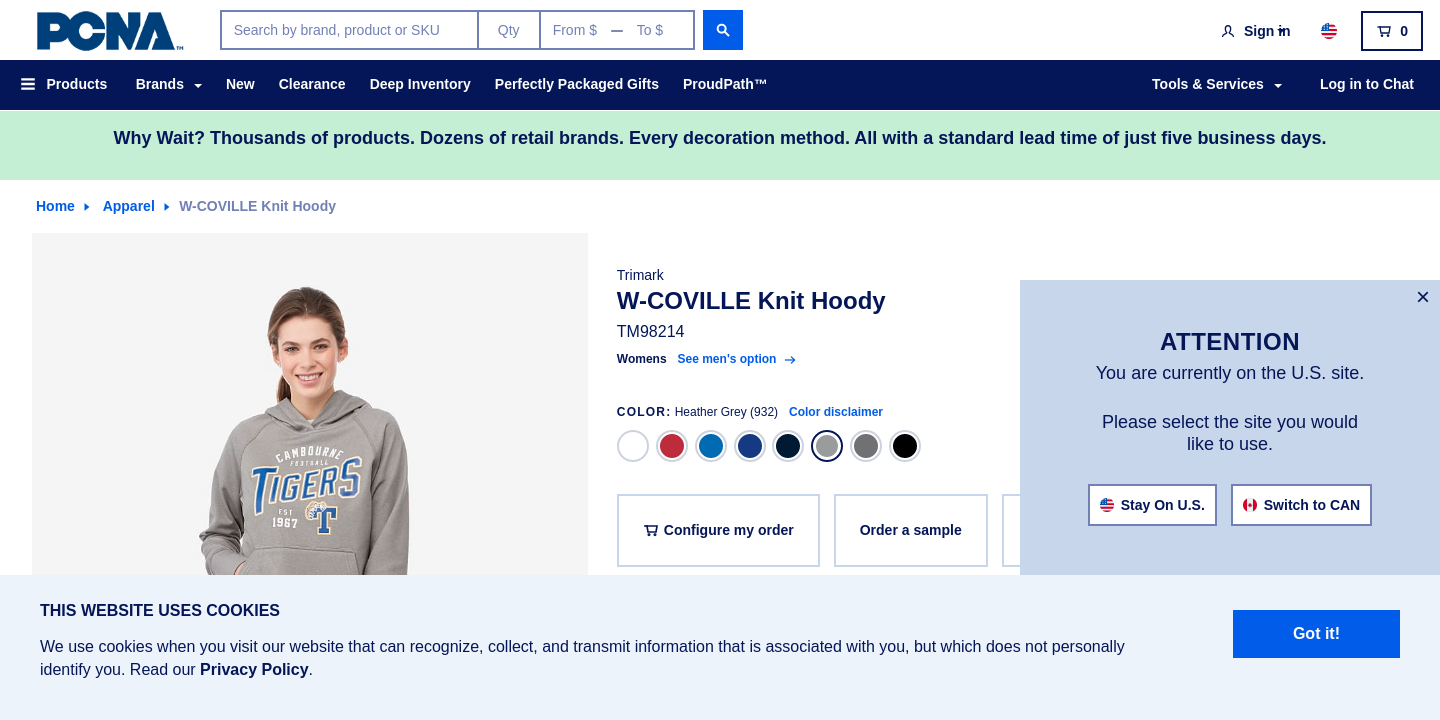 PCNA™
Search by brand, product or SKU
Qty
From $
To $
Sign in
0
Products
Brands
New
Clearance
Deep Inventory
Perfectly Packaged Gifts
ProudPath™
Tools & Services
Log in to Chat
Why Wait? Thousands of products. Dozens of retail brands. Every decoration method. All with a standard lead time of just five business days.
Home
Apparel
W-COVILLE Knit Hoody
CAMBOURNE
FOOTBALL
TIGERS
EST
1967
T
Trimark
W-COVILLE Knit Hoody
TM98214
Womens See men's option
COLOR: Heather Grey (932) Color disclaimer
Configure my order
Order a sample
×
ATTENTION
You are currently on the U.S. site.
Please select the site you would
like to use.
Stay On U.S.
Switch to CAN
THIS WEBSITE USES COOKIES
We use cookies when you visit our website that can recognize, collect, and transmit information that is associated with you, but which does not personally
identify you. Read our Privacy Policy.
Got it!